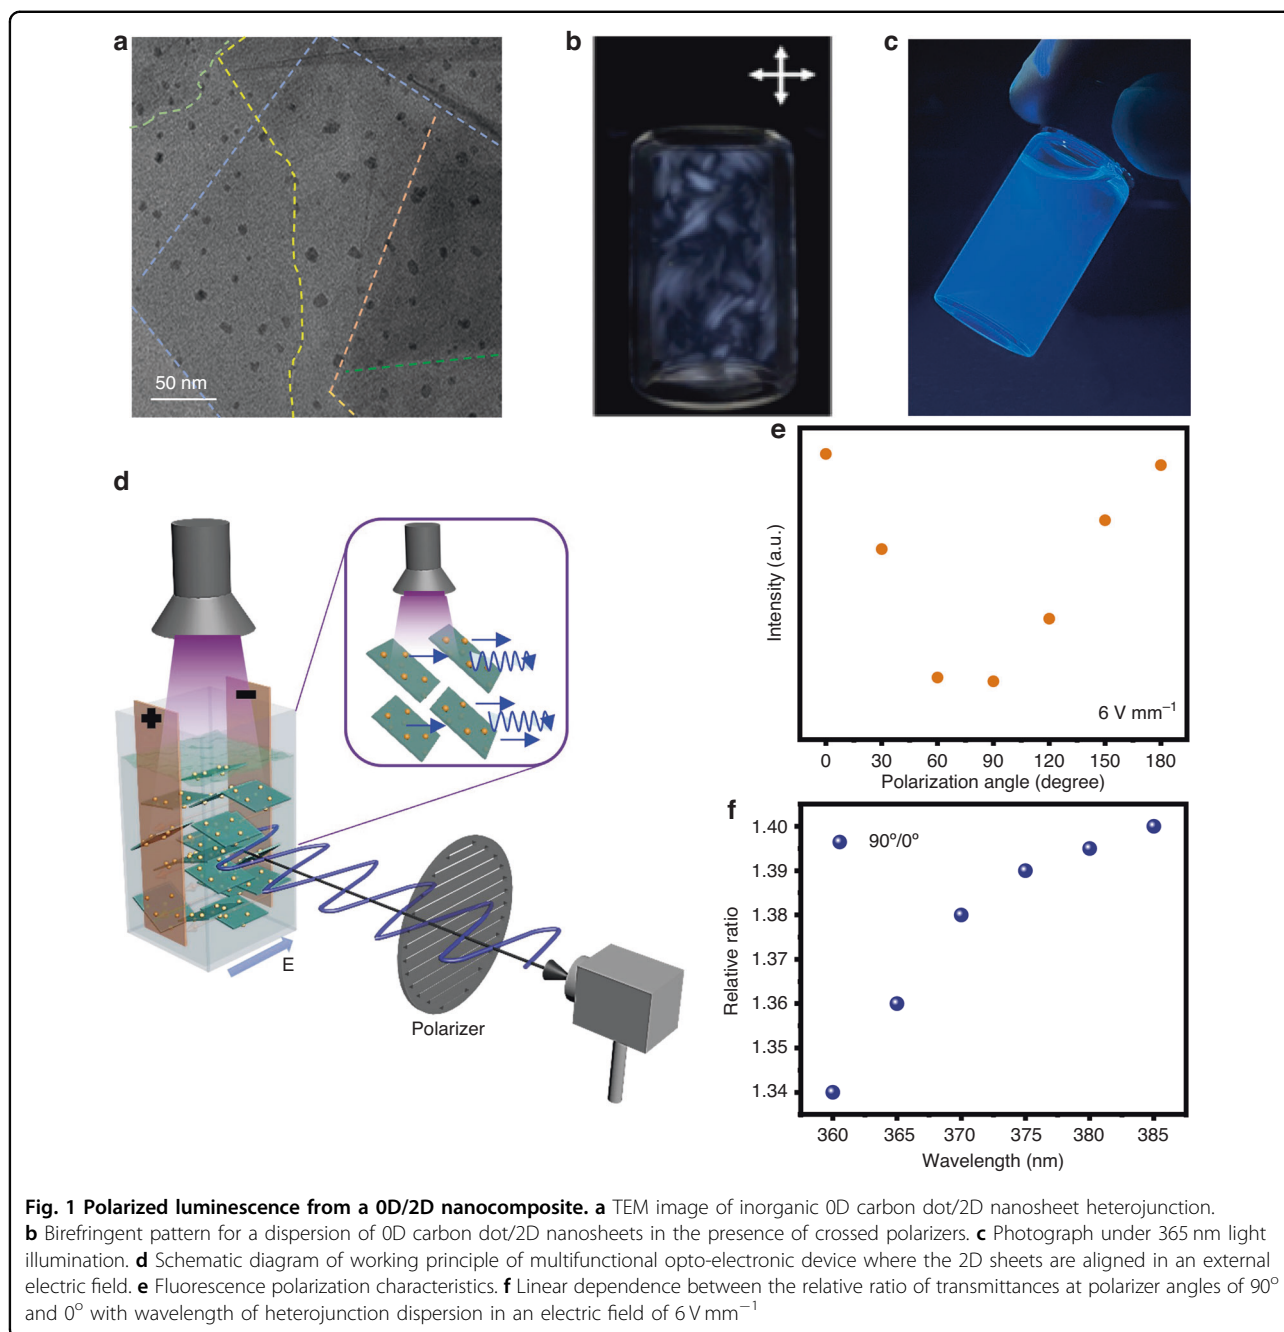 a
b
c
50 nm
d
E
Polarizer
e
Intensity (a.u.)
6 V mm⁻¹
0 30 60 90 120 150 180
Polarization angle (degree)
f
90º/0º
1.40
1.39
1.38
1.37
1.36
1.35
1.34
Relative ratio
360 365 370 375 380 385
Wavelength (nm)
Fig. 1 Polarized luminescence from a 0D/2D nanocomposite. a TEM image of inorganic 0D carbon dot/2D nanosheet heterojunction.
b Birefringent pattern for a dispersion of 0D carbon dot/2D nanosheets in the presence of crossed polarizers. c Photograph under 365 nm light
illumination. d Schematic diagram of working principle of multifunctional opto-electronic device where the 2D sheets are aligned in an external
electric field. e Fluorescence polarization characteristics. f Linear dependence between the relative ratio of transmittances at polarizer angles of 90º
and 0º with wavelength of heterojunction dispersion in an electric field of 6 V mm⁻¹